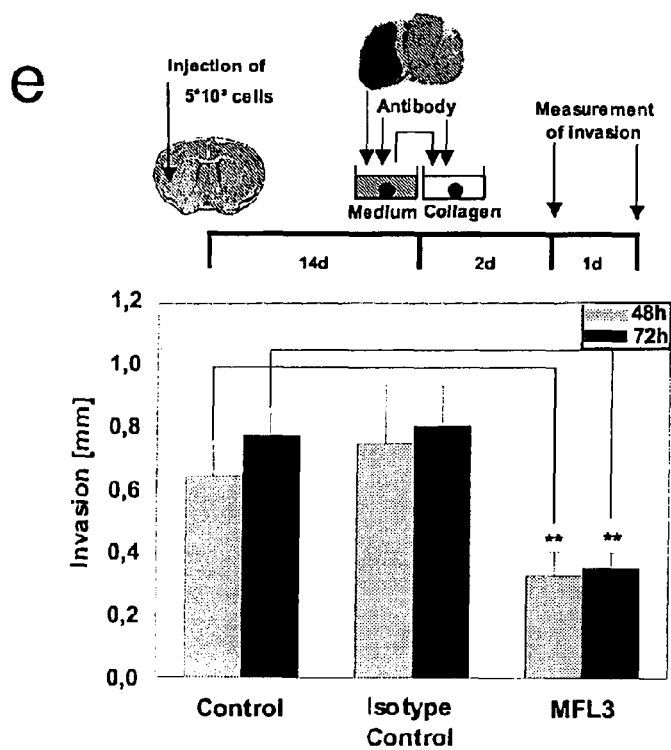 e
Injection of
5*10³ cells
Antibody
Measurement
of invasion
Medium Collagen
14d
2d
1d
1,2
1,0
0,8
0,6
0,4
0,2
0,0
Invasion [mm]
48h
72h
**
**
Control
Isotype
Control
MFL3